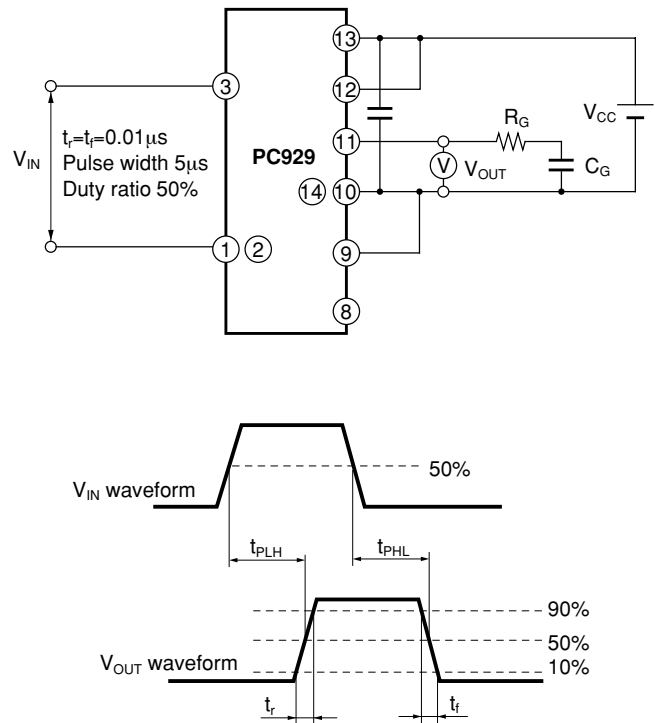 13
3
12
t_r=t_f=0.01μs
Pulse width 5μs
Duty ratio 50%
V_IN
PC929
11
R_G
V_CC
V
V_OUT
C_G
14
10
1
2
9
8
50%
V_IN waveform
t_PLH
t_PHL
90%
50%
10%
V_OUT waveform
t_r
t_f